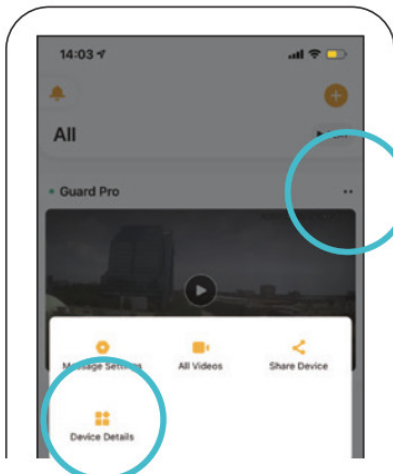 14:03
All
Guard Pro
Message Settings
All Videos
Share Device
Device Details